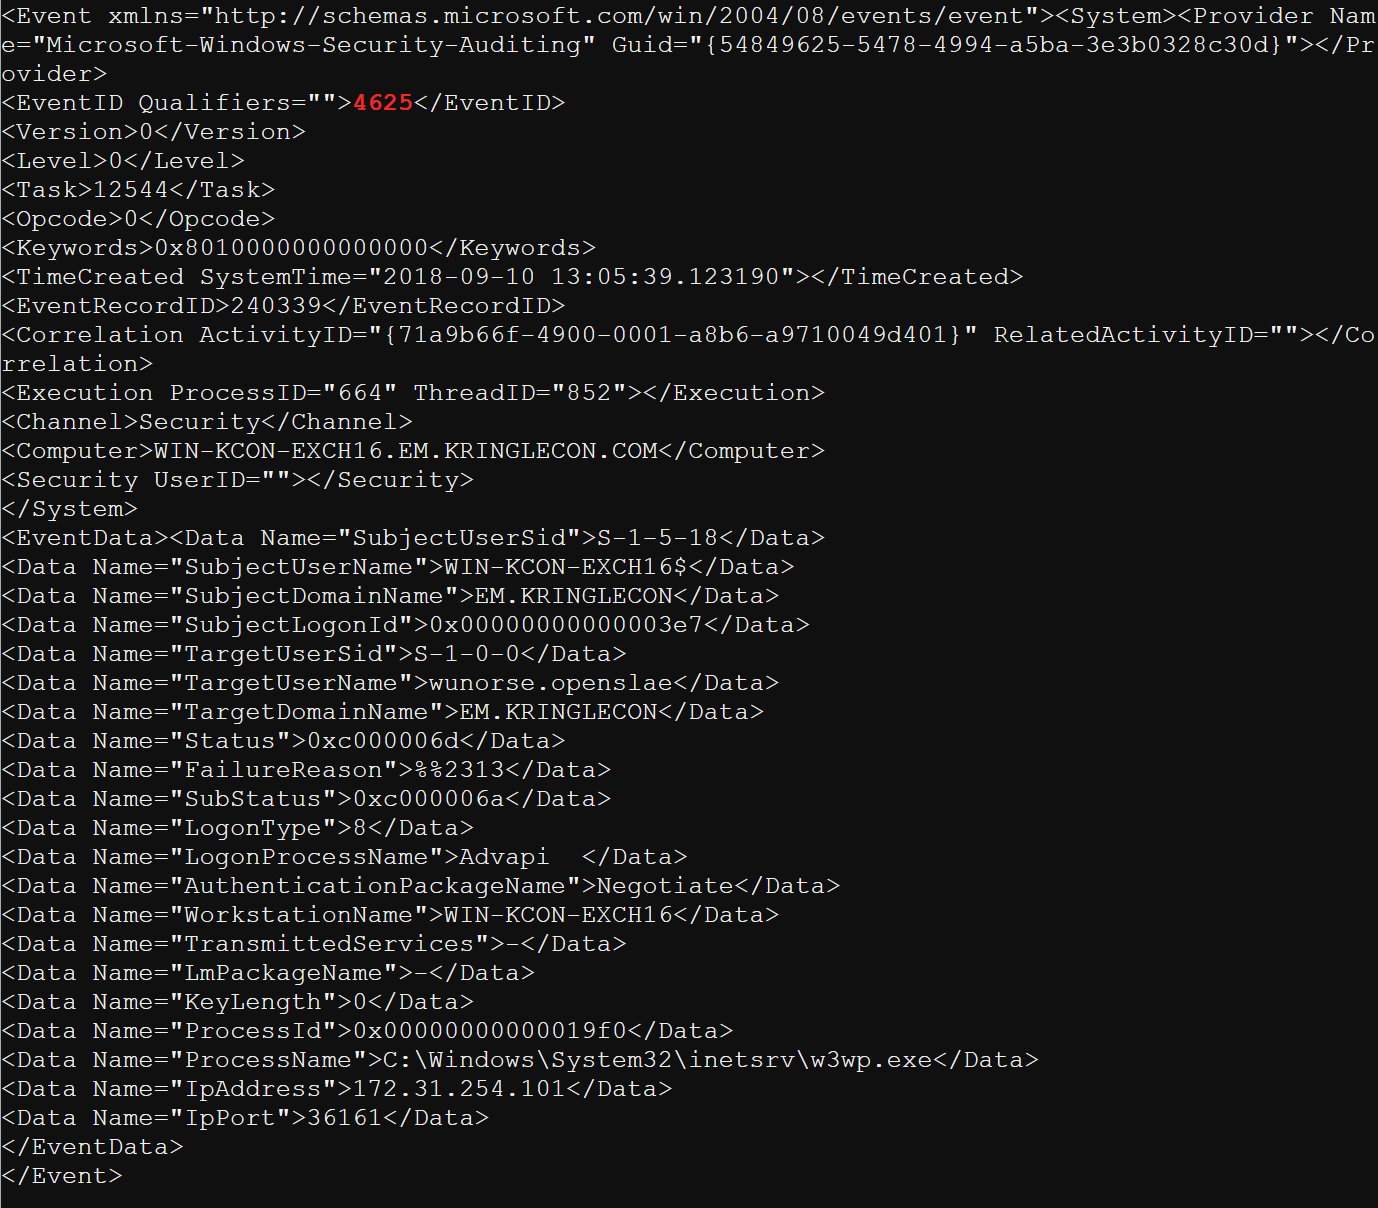 <Event xmlns="http://schemas.microsoft.com/win/2004/08/events/event"><System><Provider Nam
e="Microsoft-Windows-Security-Auditing" Guid="{54849625-5478-4994-a5ba-3e3b0328c30d}"></Pr
ovider>
<EventID Qualifiers="">4625</EventID>
<Version>0</Version>
<Level>0</Level>
<Task>12544</Task>
<Opcode>0</Opcode>
<Keywords>0x8010000000000000</Keywords>
<TimeCreated SystemTime="2018-09-10 13:05:39.123190"></TimeCreated>
<EventRecordID>240339</EventRecordID>
<Correlation ActivityID="{71a9b66f-4900-0001-a8b6-a9710049d401}" RelatedActivityID=""></Co
rrelation>
<Execution ProcessID="664" ThreadID="852"></Execution>
<Channel>Security</Channel>
<Computer>WIN-KCON-EXCH16.EM.KRINGLECON.COM</Computer>
<Security UserID=""></Security>
</System>
<EventData><Data Name="SubjectUserSid">S-1-5-18</Data>
<Data Name="SubjectUserName">WIN-KCON-EXCH16$</Data>
<Data Name="SubjectDomainName">EM.KRINGLECON</Data>
<Data Name="SubjectLogonId">0x00000000000003e7</Data>
<Data Name="TargetUserSid">S-1-0-0</Data>
<Data Name="TargetUserName">wunorse.openslae</Data>
<Data Name="TargetDomainName">EM.KRINGLECON</Data>
<Data Name="Status">0xc000006d</Data>
<Data Name="FailureReason">%%2313</Data>
<Data Name="SubStatus">0xc000006a</Data>
<Data Name="LogonType">8</Data>
<Data Name="LogonProcessName">Advapi  </Data>
<Data Name="AuthenticationPackageName">Negotiate</Data>
<Data Name="WorkstationName">WIN-KCON-EXCH16</Data>
<Data Name="TransmittedServices">-</Data>
<Data Name="LmPackageName">-</Data>
<Data Name="KeyLength">0</Data>
<Data Name="ProcessId">0x00000000000019f0</Data>
<Data Name="ProcessName">C:\Windows\System32\inetsrv\w3wp.exe</Data>
<Data Name="IpAddress">172.31.254.101</Data>
<Data Name="IpPort">36161</Data>
</EventData>
</Event>